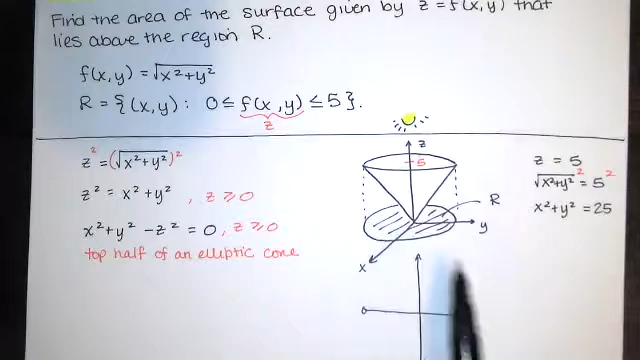 Find the area of the surface given by z = f(x,y) that
lies above the region R.
f(x,y) = √x²+y²
R = {(x,y): 0 ≤ f(x,y) ≤ 5}.
z
z² = (√x²+y²)²
z² = x² + y² , z ≥ 0
x² + y² - z² = 0, z ≥ 0
top half of an elliptic cone
z
5
R
y
x
z = 5
√x²+y²² = 5²
x² + y² = 25